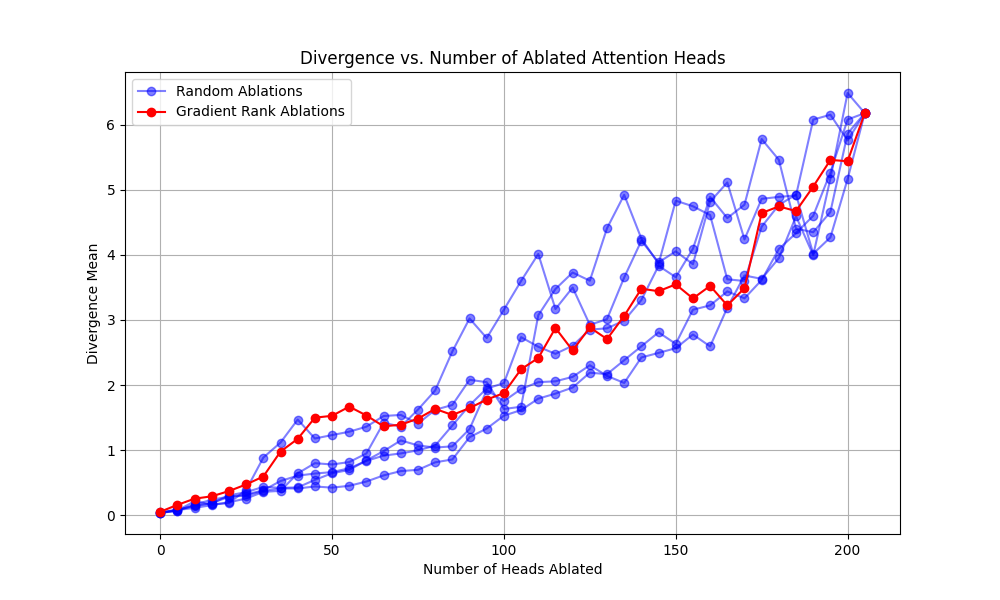 Divergence vs. Number of Ablated Attention Heads
Random Ablations
Gradient Rank Ablations
Divergence Mean
6
5
4
3
2
1
0
0 50 100 150 200
Number of Heads Ablated